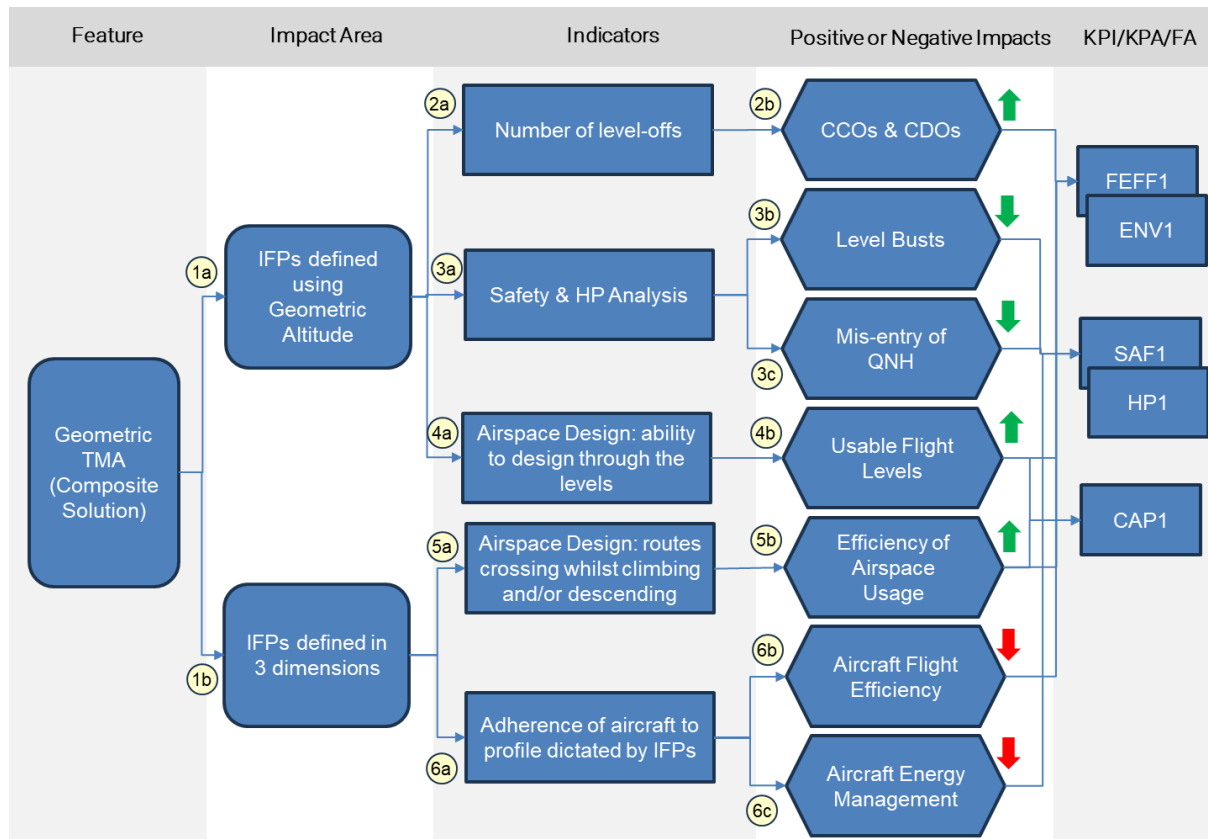 Feature
Impact Area
Indicators
Positive or Negative Impacts
KPI/KPA/FA
2a
Number of level-offs
2b
CCOs & CDOs
FEFF1
ENV1
1a
IFPs defined
using
Geometric
Altitude
3a
Safety & HP Analysis
3b
Level Busts
3c
Mis-entry of
QNH
SAF1
HP1
Geometric
TMA
(Composite
Solution)
4a
Airspace Design: ability
to design through the
levels
4b
Usable Flight
Levels
CAP1
5a
Airspace Design: routes
crossing whilst climbing
and/or descending
5b
Efficiency of
Airspace
Usage
1b
IFPs defined in
3 dimensions
6a
Adherence of aircraft to
profile dictated by IFPs
6b
Aircraft Flight
Efficiency
6c
Aircraft Energy
Management